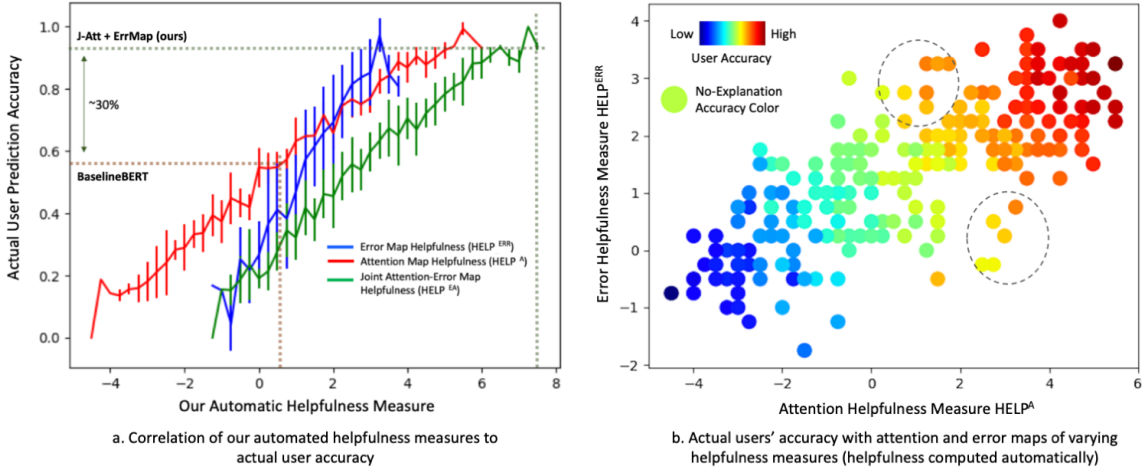 1.0
0.8
0.6
0.4
0.2
0.0
Actual User Prediction Accuracy
J-Att + ErrMap (ours)
~30%
BaselineBERT
Error Map Helpfulness (HELP ERR)
Attention Map Helpfulness (HELP A)
Joint Attention-Error Map
Helpfulness (HELP EA)
−4 −2 0 2 4 6 8
Our Automatic Helpfulness Measure
a. Correlation of our automated helpfulness measures to
actual user accuracy
4
3
2
1
0
−1
−2
Error Helpfulness Measure HELPERR
Low High
User Accuracy
No-Explanation
Accuracy Color
−4 −2 0 2 4 6
Attention Helpfulness Measure HELPA
b. Actual users’ accuracy with attention and error maps of varying
helpfulness measures (helpfulness computed automatically)